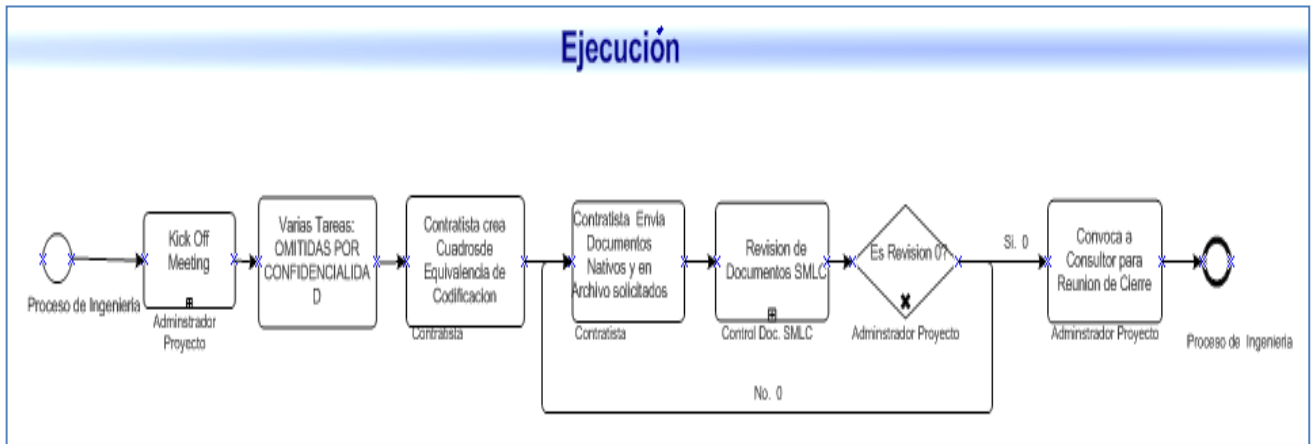 Ejecución
Proceso de Ingenieria
Kick Off
Meeting
Adminstrador
Proyecto
Varias Tareas:
OMITIDAS POR
CONFIDENCIALIDA
D
Contratista crea
Cuadrosde
Equivalencia de
Codificacion
Contratista
Contratista Envia
Documentos
Nativos y en
Archivo solicitados
Contratista
Revision de
Documentos SMLC
Control Doc. SMLC
Es Revision 0?
Adminstrador Proyecto
Si. 0
No. 0
Convoca a
Consultor para
Reunion de Cierre
Adminstrador Proyecto
Proceso de Ingenieria